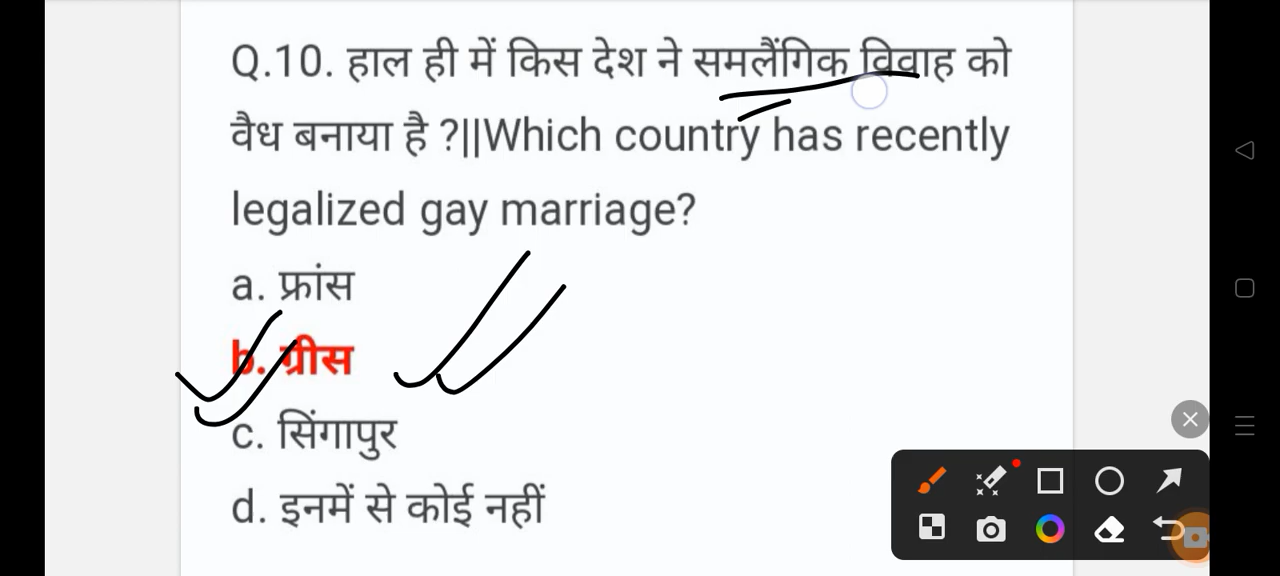 Q.10. हाल ही में किस देश ने समलैंगिक विवाह को
वैध बनाया है ?||Which country has recently
legalized gay marriage?
a. फ्रांस
b. ग्रीस
c. सिंगापुर
d. इनमें से कोई नहीं